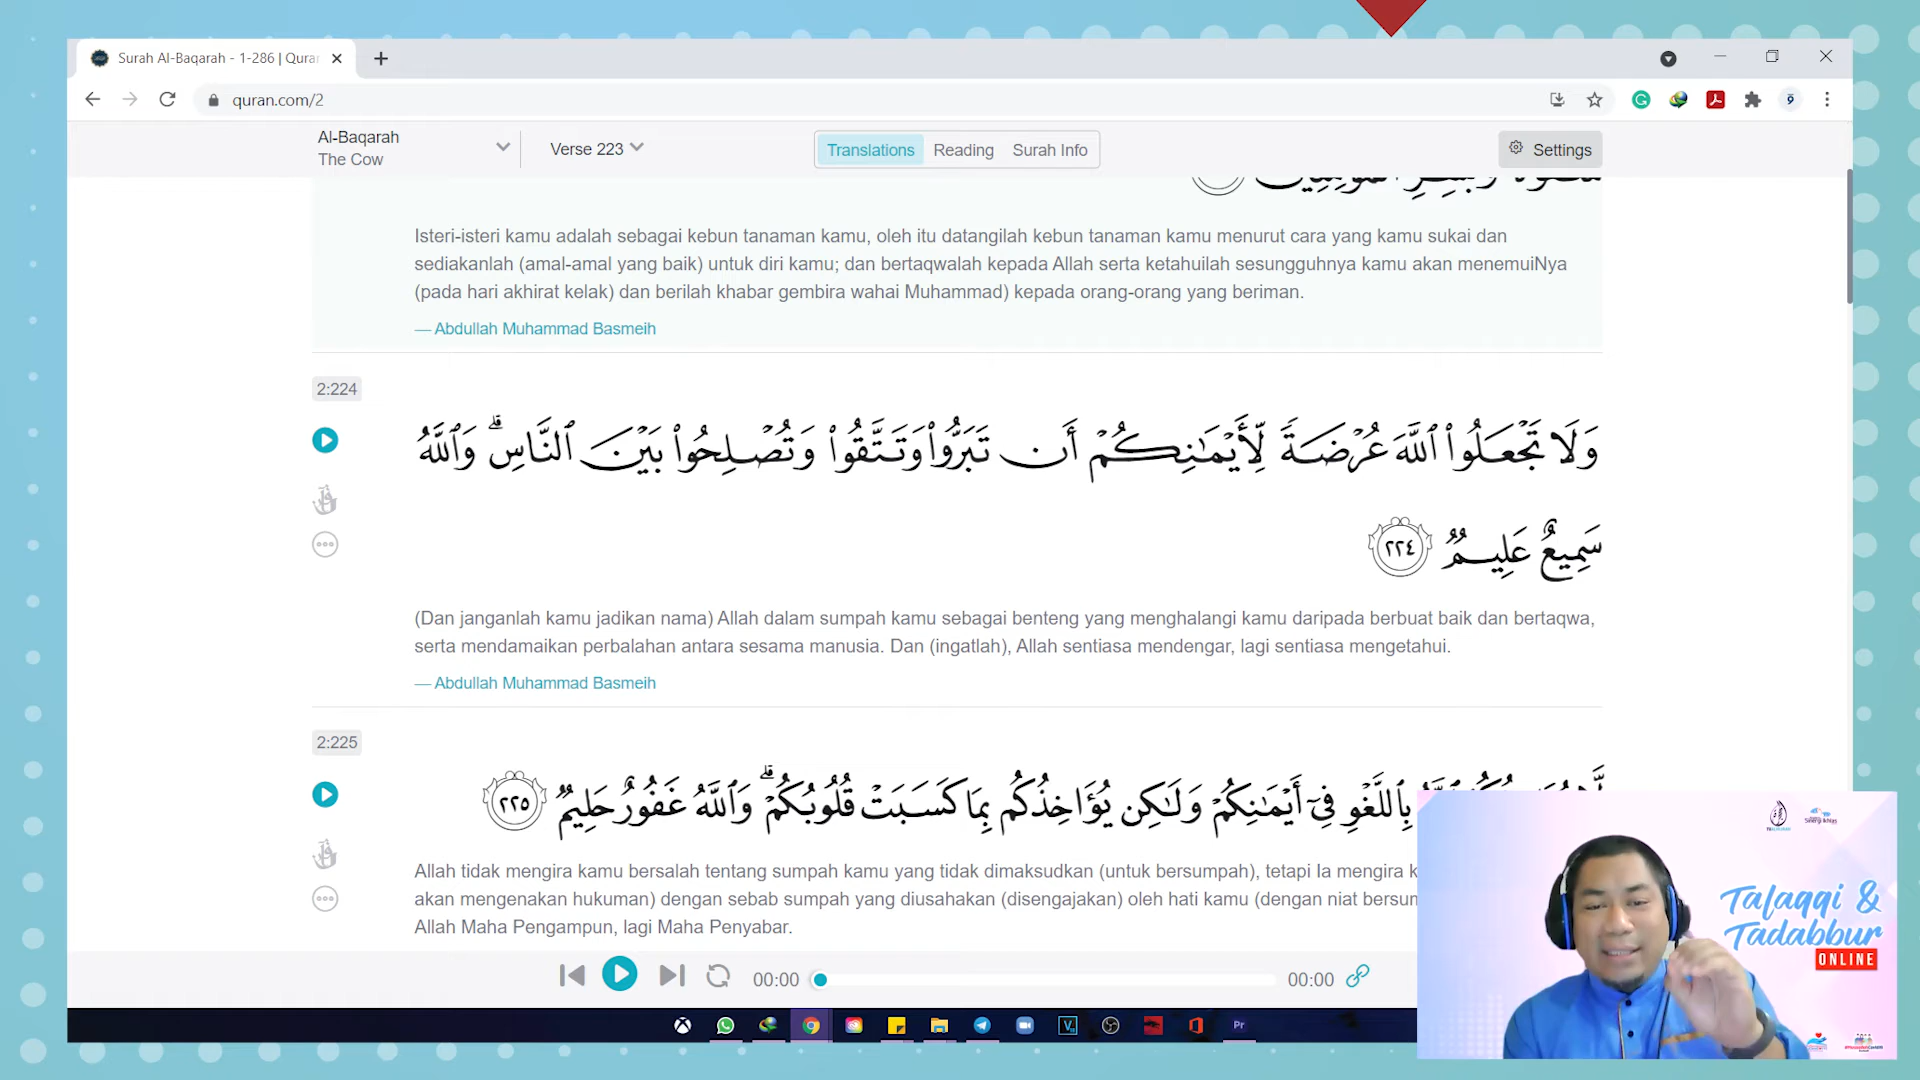 Surah Al-Baqarah - 1-286 | Qura
quran.com/2
Al-Baqarah
The Cow
Verse 223
Translations Reading Surah Info
Settings
Isteri-isteri kamu adalah sebagai kebun tanaman kamu, oleh itu datangilah kebun tanaman kamu menurut cara yang kamu sukai dan
sediakanlah (amal-amal yang baik) untuk diri kamu; dan bertaqwalah kepada Allah serta ketahuilah sesungguhnya kamu akan menemuiNya
(pada hari akhirat kelak) dan berilah khabar gembira wahai Muhammad) kepada orang-orang yang beriman.
— Abdullah Muhammad Basmeih
2:224
وَلَا تَجْعَلُوا۟ ٱللَّهَ عُرْضَةً لِّأَيْمَـٰنِكُمْ أَن تَبَرُّوا۟ وَتَتَّقُوا۟ وَتُصْلِحُوا۟ بَيْنَ ٱلنَّاسِ ۗ وَٱللَّهُ
سَمِيعٌ عَلِيمٌ ٢٢٤
(Dan janganlah kamu jadikan nama) Allah dalam sumpah kamu sebagai benteng yang menghalangi kamu daripada berbuat baik dan bertaqwa,
serta mendamaikan perbalahan antara sesama manusia. Dan (ingatlah), Allah sentiasa mendengar, lagi sentiasa mengetahui.
— Abdullah Muhammad Basmeih
2:225
بِٱللَّغْوِ فِىٓ أَيْمَـٰنِكُمْ وَلَـٰكِن يُؤَاخِذُكُم بِمَا كَسَبَتْ قُلُوبُكُمْ ۗ وَٱللَّهُ غَفُورٌ حَلِيمٌ ٢٢٥
Allah tidak mengira kamu bersalah tentang sumpah kamu yang tidak dimaksudkan (untuk bersumpah), tetapi Ia mengira k
akan mengenakan hukuman) dengan sebab sumpah yang diusahakan (disengajakan) oleh hati kamu (dengan niat bersum
Allah Maha Pengampun, lagi Maha Penyabar.
00:00 00:00
Talaqqi &
Tadabbur
ONLINE
Pr